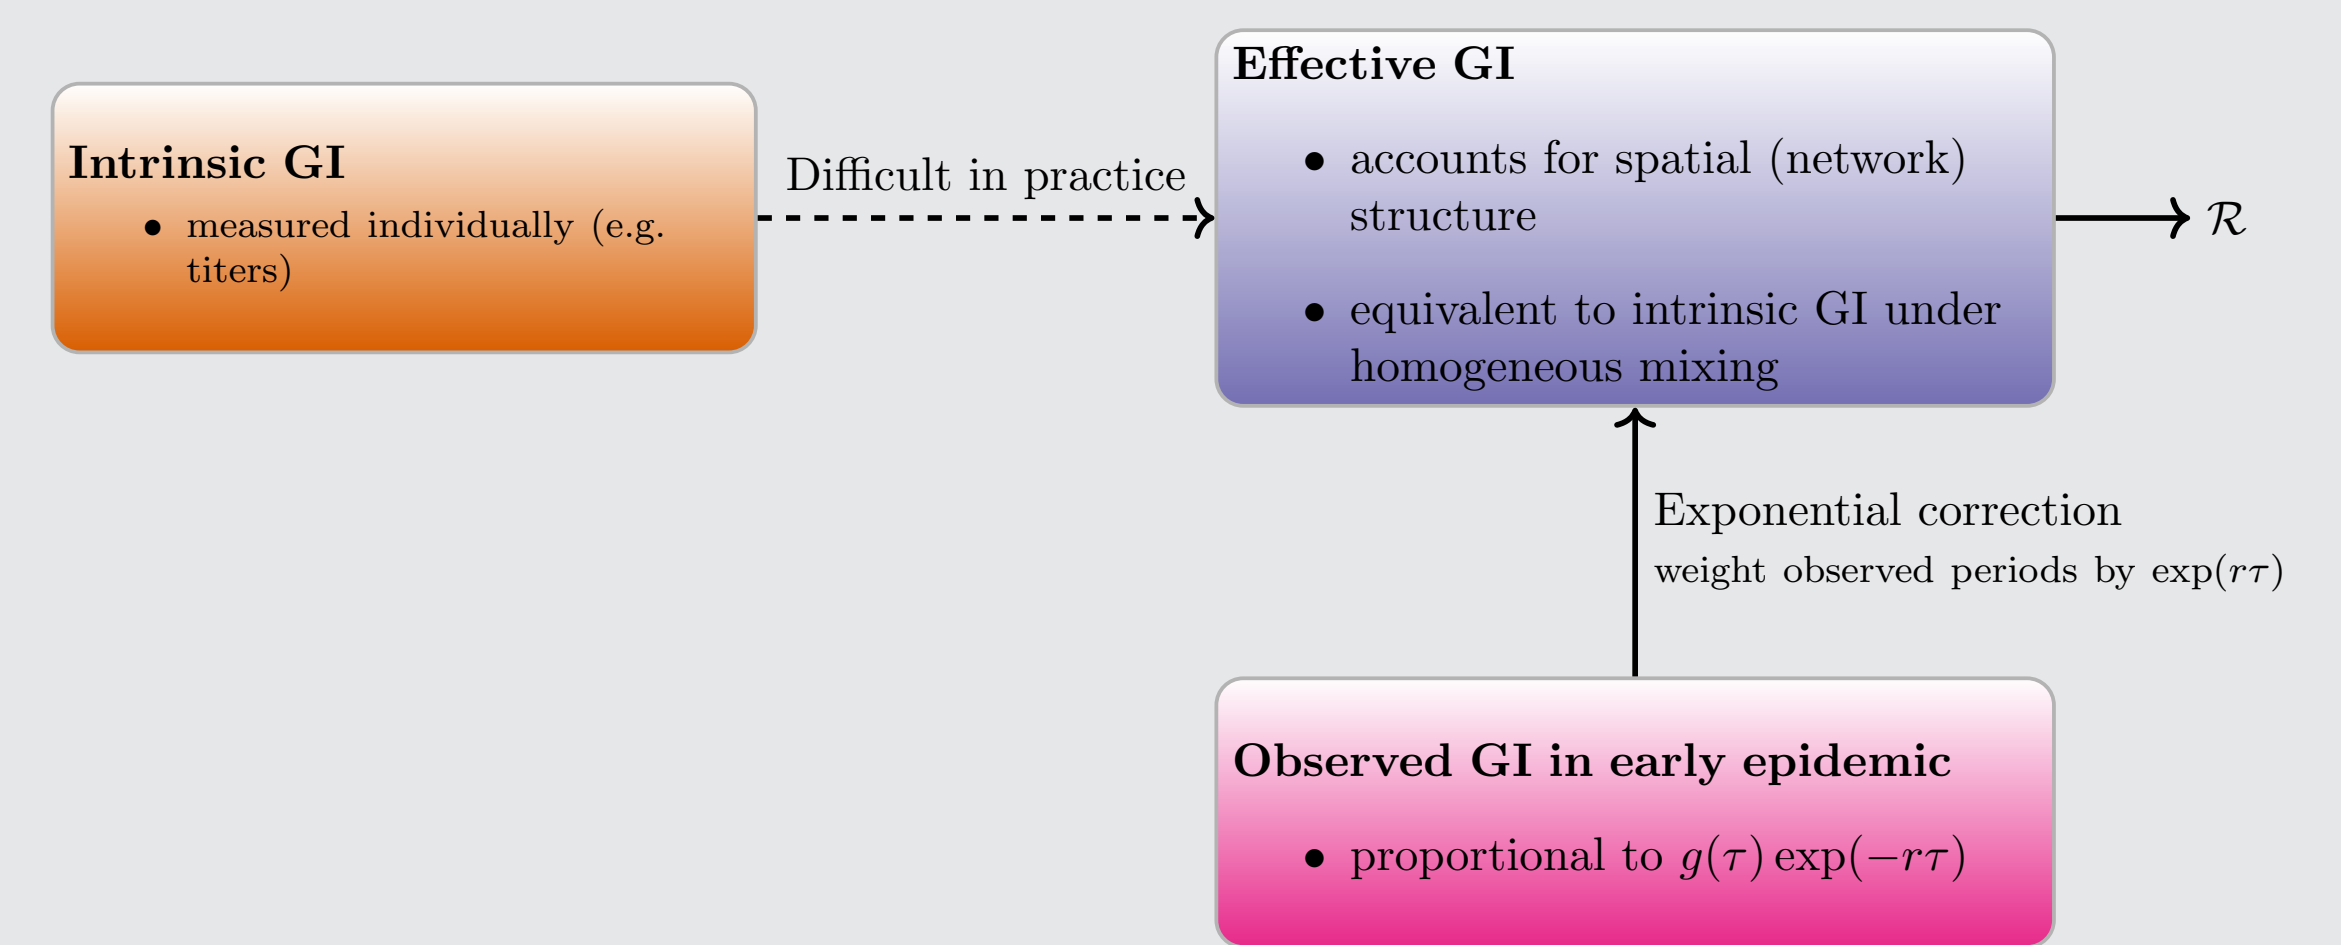 Intrinsic GI
• measured individually (e.g.
titers)
Difficult in practice
Effective GI
• accounts for spatial (network)
structure
• equivalent to intrinsic GI under
homogeneous mixing
ℛ
Exponential correction
weight observed periods by exp(rτ)
Observed GI in early epidemic
• proportional to g(τ) exp(−rτ)